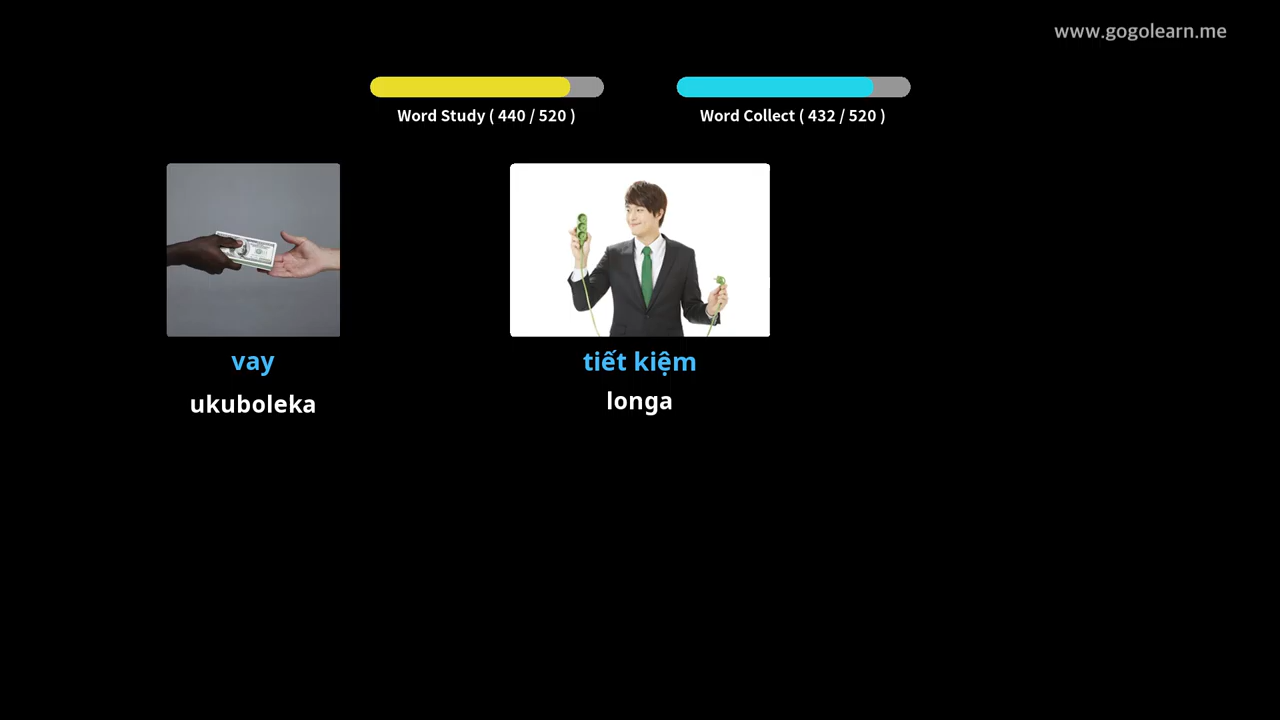 www.gogolearn.me
Word Study ( 440 / 520 )
Word Collect ( 432 / 520 )
vay
ukuboleka
tiết kiệm
longa